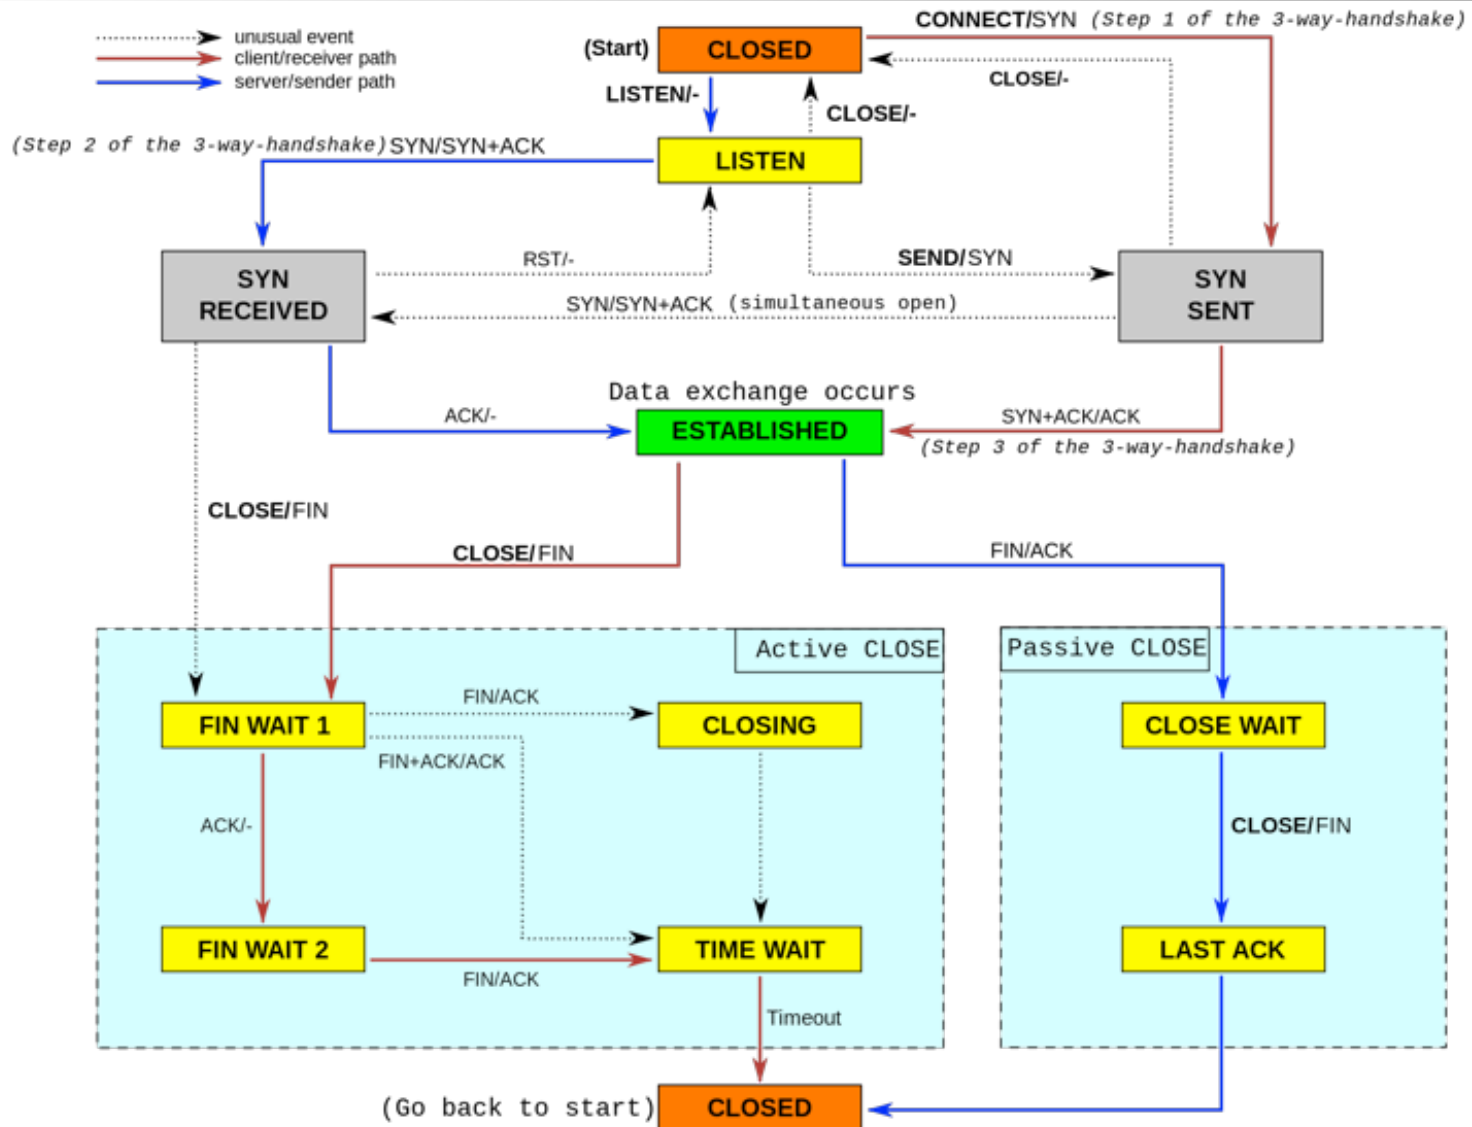 CONNECT/SYN (Step 1 of the 3-way-handshake)
unusual event
client/receiver path
server/sender path
(Start)
CLOSED
CLOSE/-
LISTEN/-
CLOSE/-
(Step 2 of the 3-way-handshake) SYN/SYN+ACK
LISTEN
RST/-
SEND/SYN
SYN
RECEIVED
SYN
SENT
SYN/SYN+ACK (simultaneous open)
Data exchange occurs
ACK/-
ESTABLISHED
SYN+ACK/ACK
(Step 3 of the 3-way-handshake)
CLOSE/FIN
CLOSE/FIN
FIN/ACK
Active CLOSE
Passive CLOSE
FIN WAIT 1
FIN/ACK
CLOSING
CLOSE WAIT
FIN+ACK/ACK
ACK/-
CLOSE/FIN
FIN WAIT 2
TIME WAIT
LAST ACK
FIN/ACK
Timeout
(Go back to start)
CLOSED